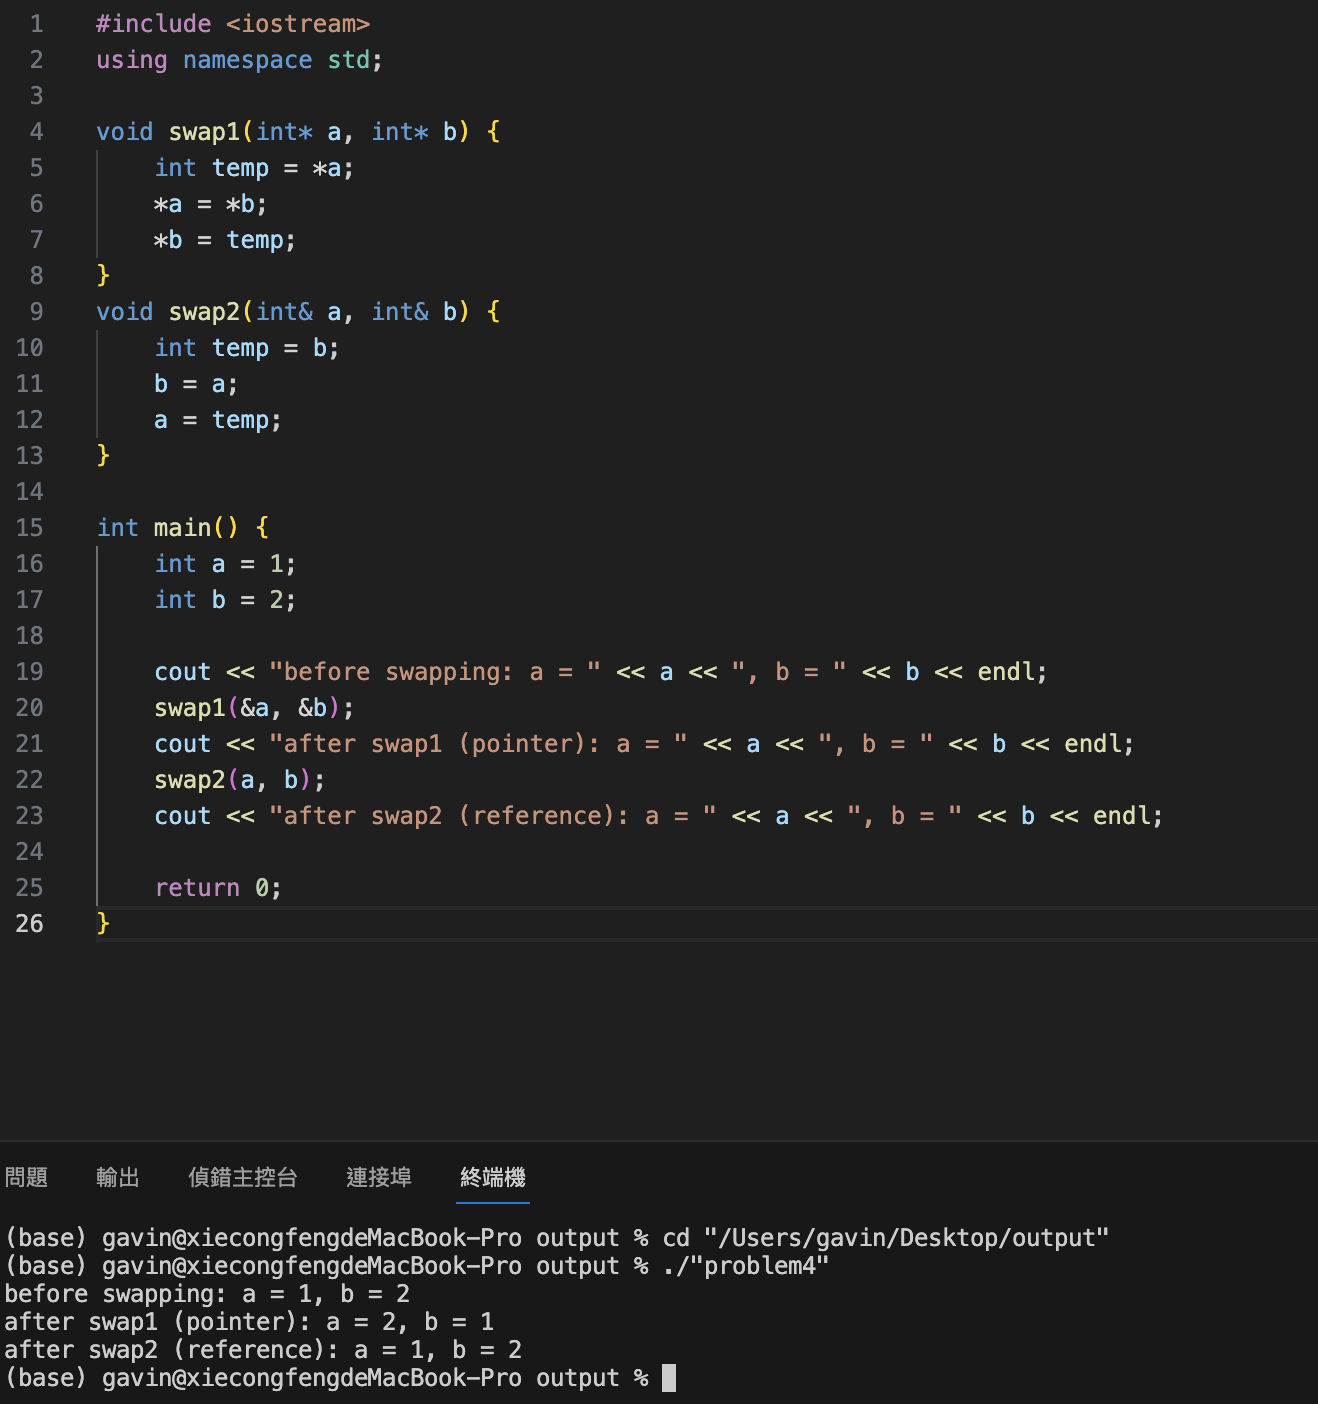 1 #include <iostream>
2 using namespace std;
3
4 void swap1(int* a, int* b) {
5     int temp = *a;
6     *a = *b;
7     *b = temp;
8 }
9 void swap2(int& a, int& b) {
10     int temp = b;
11     b = a;
12     a = temp;
13 }
14
15 int main() {
16     int a = 1;
17     int b = 2;
18
19     cout << "before swapping: a = " << a << ", b = " << b << endl;
20     swap1(&a, &b);
21     cout << "after swap1 (pointer): a = " << a << ", b = " << b << endl;
22     swap2(a, b);
23     cout << "after swap2 (reference): a = " << a << ", b = " << b << endl;
24
25     return 0;
26 }
問題 輸出 偵錯主控台 連接埠 終端機
(base) gavin@xiecongfengdeMacBook-Pro output % cd "/Users/gavin/Desktop/output"
(base) gavin@xiecongfengdeMacBook-Pro output % ./"problem4"
before swapping: a = 1, b = 2
after swap1 (pointer): a = 2, b = 1
after swap2 (reference): a = 1, b = 2
(base) gavin@xiecongfengdeMacBook-Pro output %